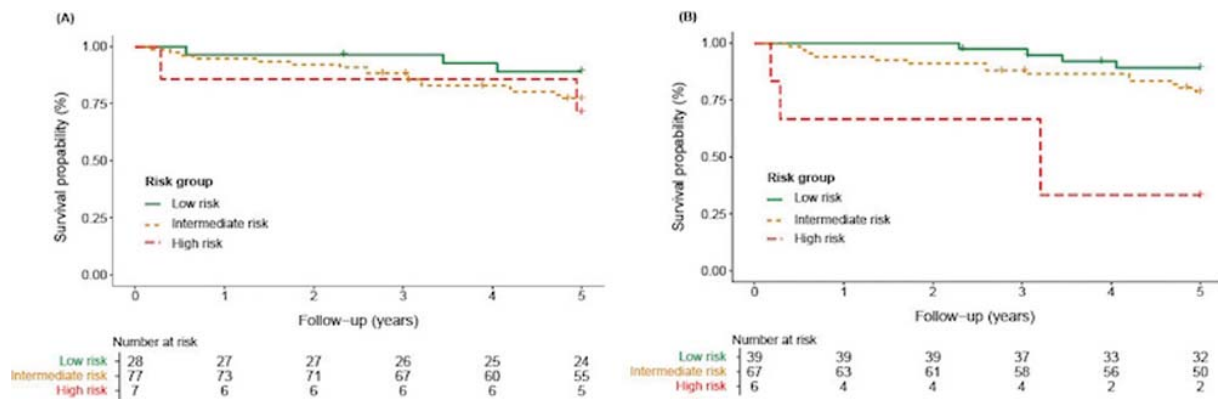 (A)
1.00
0.75
0.50
0.25
0.00
Survival propability (%)
Risk group
Low risk
Intermediate risk
High risk
0 1 2 3 4 5
Follow-up (years)
Number at risk
Low risk 28 27 27 26 25 24
Intermediate risk 77 73 71 67 60 55
High risk 7 6 6 6 6 5
(B)
1.00
0.75
0.50
0.25
0.00
Survival propability (%)
Risk group
Low risk
Intermediate risk
High risk
0 1 2 3 4 5
Follow-up (years)
Number at risk
Low risk 39 39 39 37 33 32
Intermediate risk 67 63 61 58 56 50
High risk 6 4 4 4 2 2